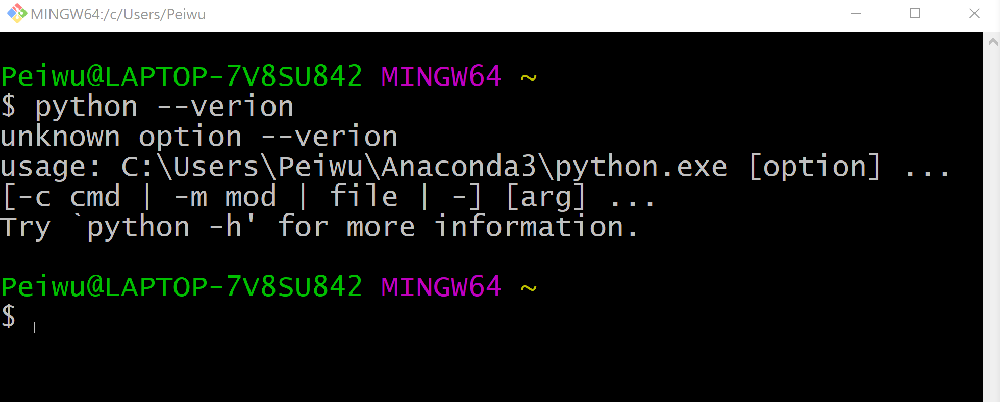 MINGW64:/c/Users/Peiwu
Peiwu@LAPTOP-7V8SU842 MINGW64 ~
$ python --verion
unknown option --verion
usage: C:\Users\Peiwu\Anaconda3\python.exe [option] ...
[-c cmd | -m mod | file | -] [arg] ...
Try `python -h' for more information.
Peiwu@LAPTOP-7V8SU842 MINGW64 ~
$